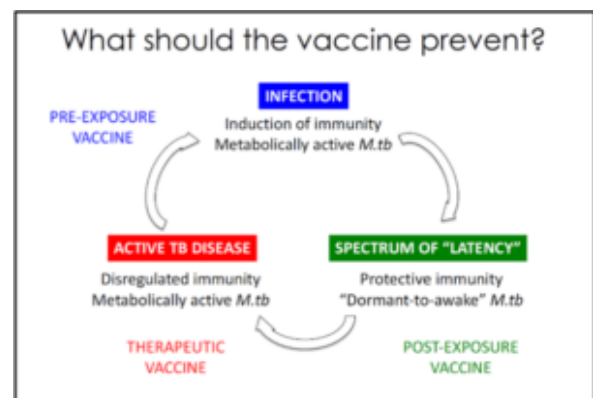 What should the vaccine prevent?
INFECTION
PRE-EXPOSURE
VACCINE
Induction of immunity
Metabolically active M.tb
ACTIVE TB DISEASE
Disregulated immunity
Metabolically active M.tb
SPECTRUM OF "LATENCY"
Protective immunity
"Dormant-to-awake" M.tb
THERAPEUTIC
VACCINE
POST-EXPOSURE
VACCINE